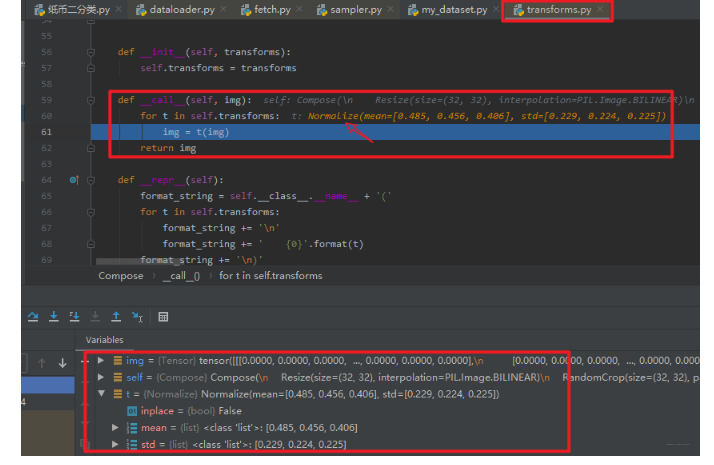 纸币二分类.py × dataloader.py × fetch.py × sampler.py × my_dataset.py × transforms.py ×
54
55
56 def __init__(self, transforms):
57 self.transforms = transforms
58
59 def __call__(self, img): self: Compose(\n Resize(size=(32, 32), interpolation=PIL.Image.BILINEAR)\n
60 for t in self.transforms: t: Normalize(mean=[0.485, 0.456, 0.406], std=[0.229, 0.224, 0.225])
61 img = t(img)
62 return img
63
64 def __repr__(self):
65 format_string = self.__class__.__name__ + '('
66 for t in self.transforms:
67 format_string += '\n'
68 format_string += ' {0}'.format(t)
69 format_string += '\n)'
Compose › __call__() › for t in self.transforms
Variables
img = {Tensor} tensor([[[0.0000, 0.0000, 0.0000, ..., 0.0000, 0.0000, 0.0000],\n [0.0000, 0.0000, 0.0000, ..., 0.0000, 0.000
self = {Compose} Compose(\n Resize(size=(32, 32), interpolation=PIL.Image.BILINEAR)\n RandomCrop(size=(32, 32), p
t = {Normalize} Normalize(mean=[0.485, 0.456, 0.406], std=[0.229, 0.224, 0.225])
01 inplace = {bool} False
4
mean = {list} <class 'list'>: [0.485, 0.456, 0.406]
std = {list} <class 'list'>: [0.229, 0.224, 0.225]